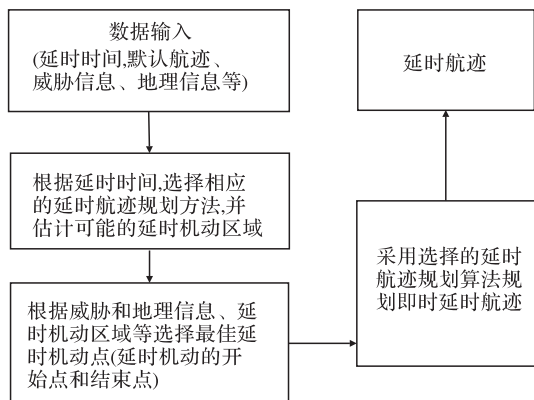 数据输入
(延时时间,默认航迹、
威胁信息、地理信息等)
根据延时时间,选择相应
的延时航迹规划方法,并
估计可能的延时机动区域
根据威胁和地理信息、延
时机动区域等选择最佳延
时机动点(延时机动的开
始点和结束点)
采用选择的延时
航迹规划算法规
划即时延时航迹
延时航迹